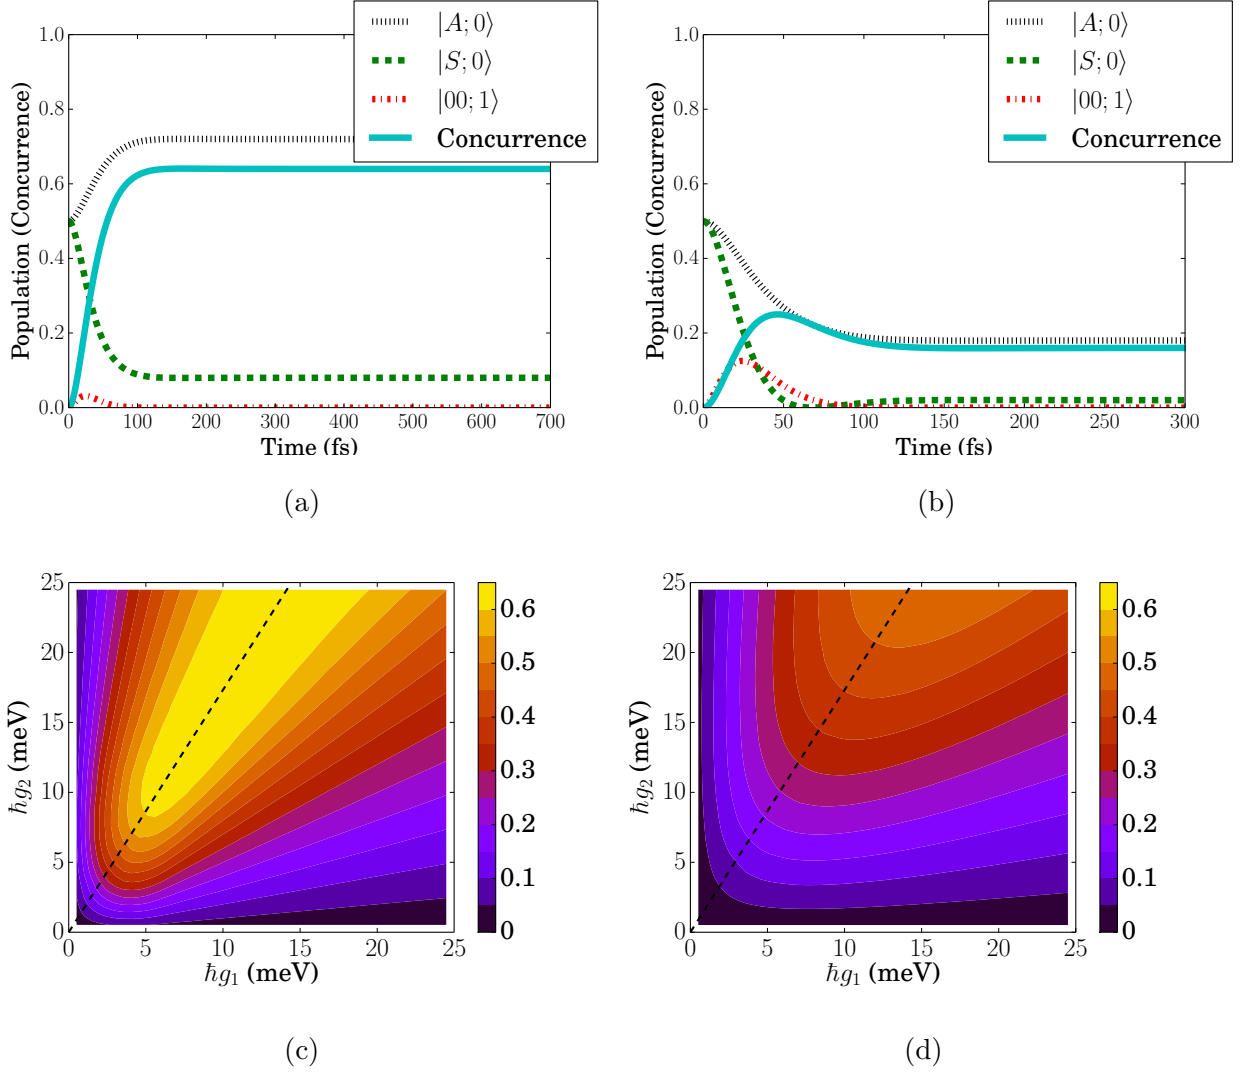 |A; 0⟩
|S; 0⟩
|00; 1⟩
Concurrence
1.0
0.8
0.6
0.4
0.2
0.0
Population (Concurrence)
0 100 200 300 400 500 600 700
Time (fs)
(a)
|A; 0⟩
|S; 0⟩
|00; 1⟩
Concurrence
1.0
0.8
0.6
0.4
0.2
0.0
Population (Concurrence)
0 50 100 150 200 250 300
Time (fs)
(b)
25
20
15
10
5
0
ħg₂ (meV)
0 5 10 15 20 25
ħg₁ (meV)
0.6
0.5
0.4
0.3
0.2
0.1
0
(c)
25
20
15
10
5
0
ħg₂ (meV)
0 5 10 15 20 25
ħg₁ (meV)
0.6
0.5
0.4
0.3
0.2
0.1
0
(d)